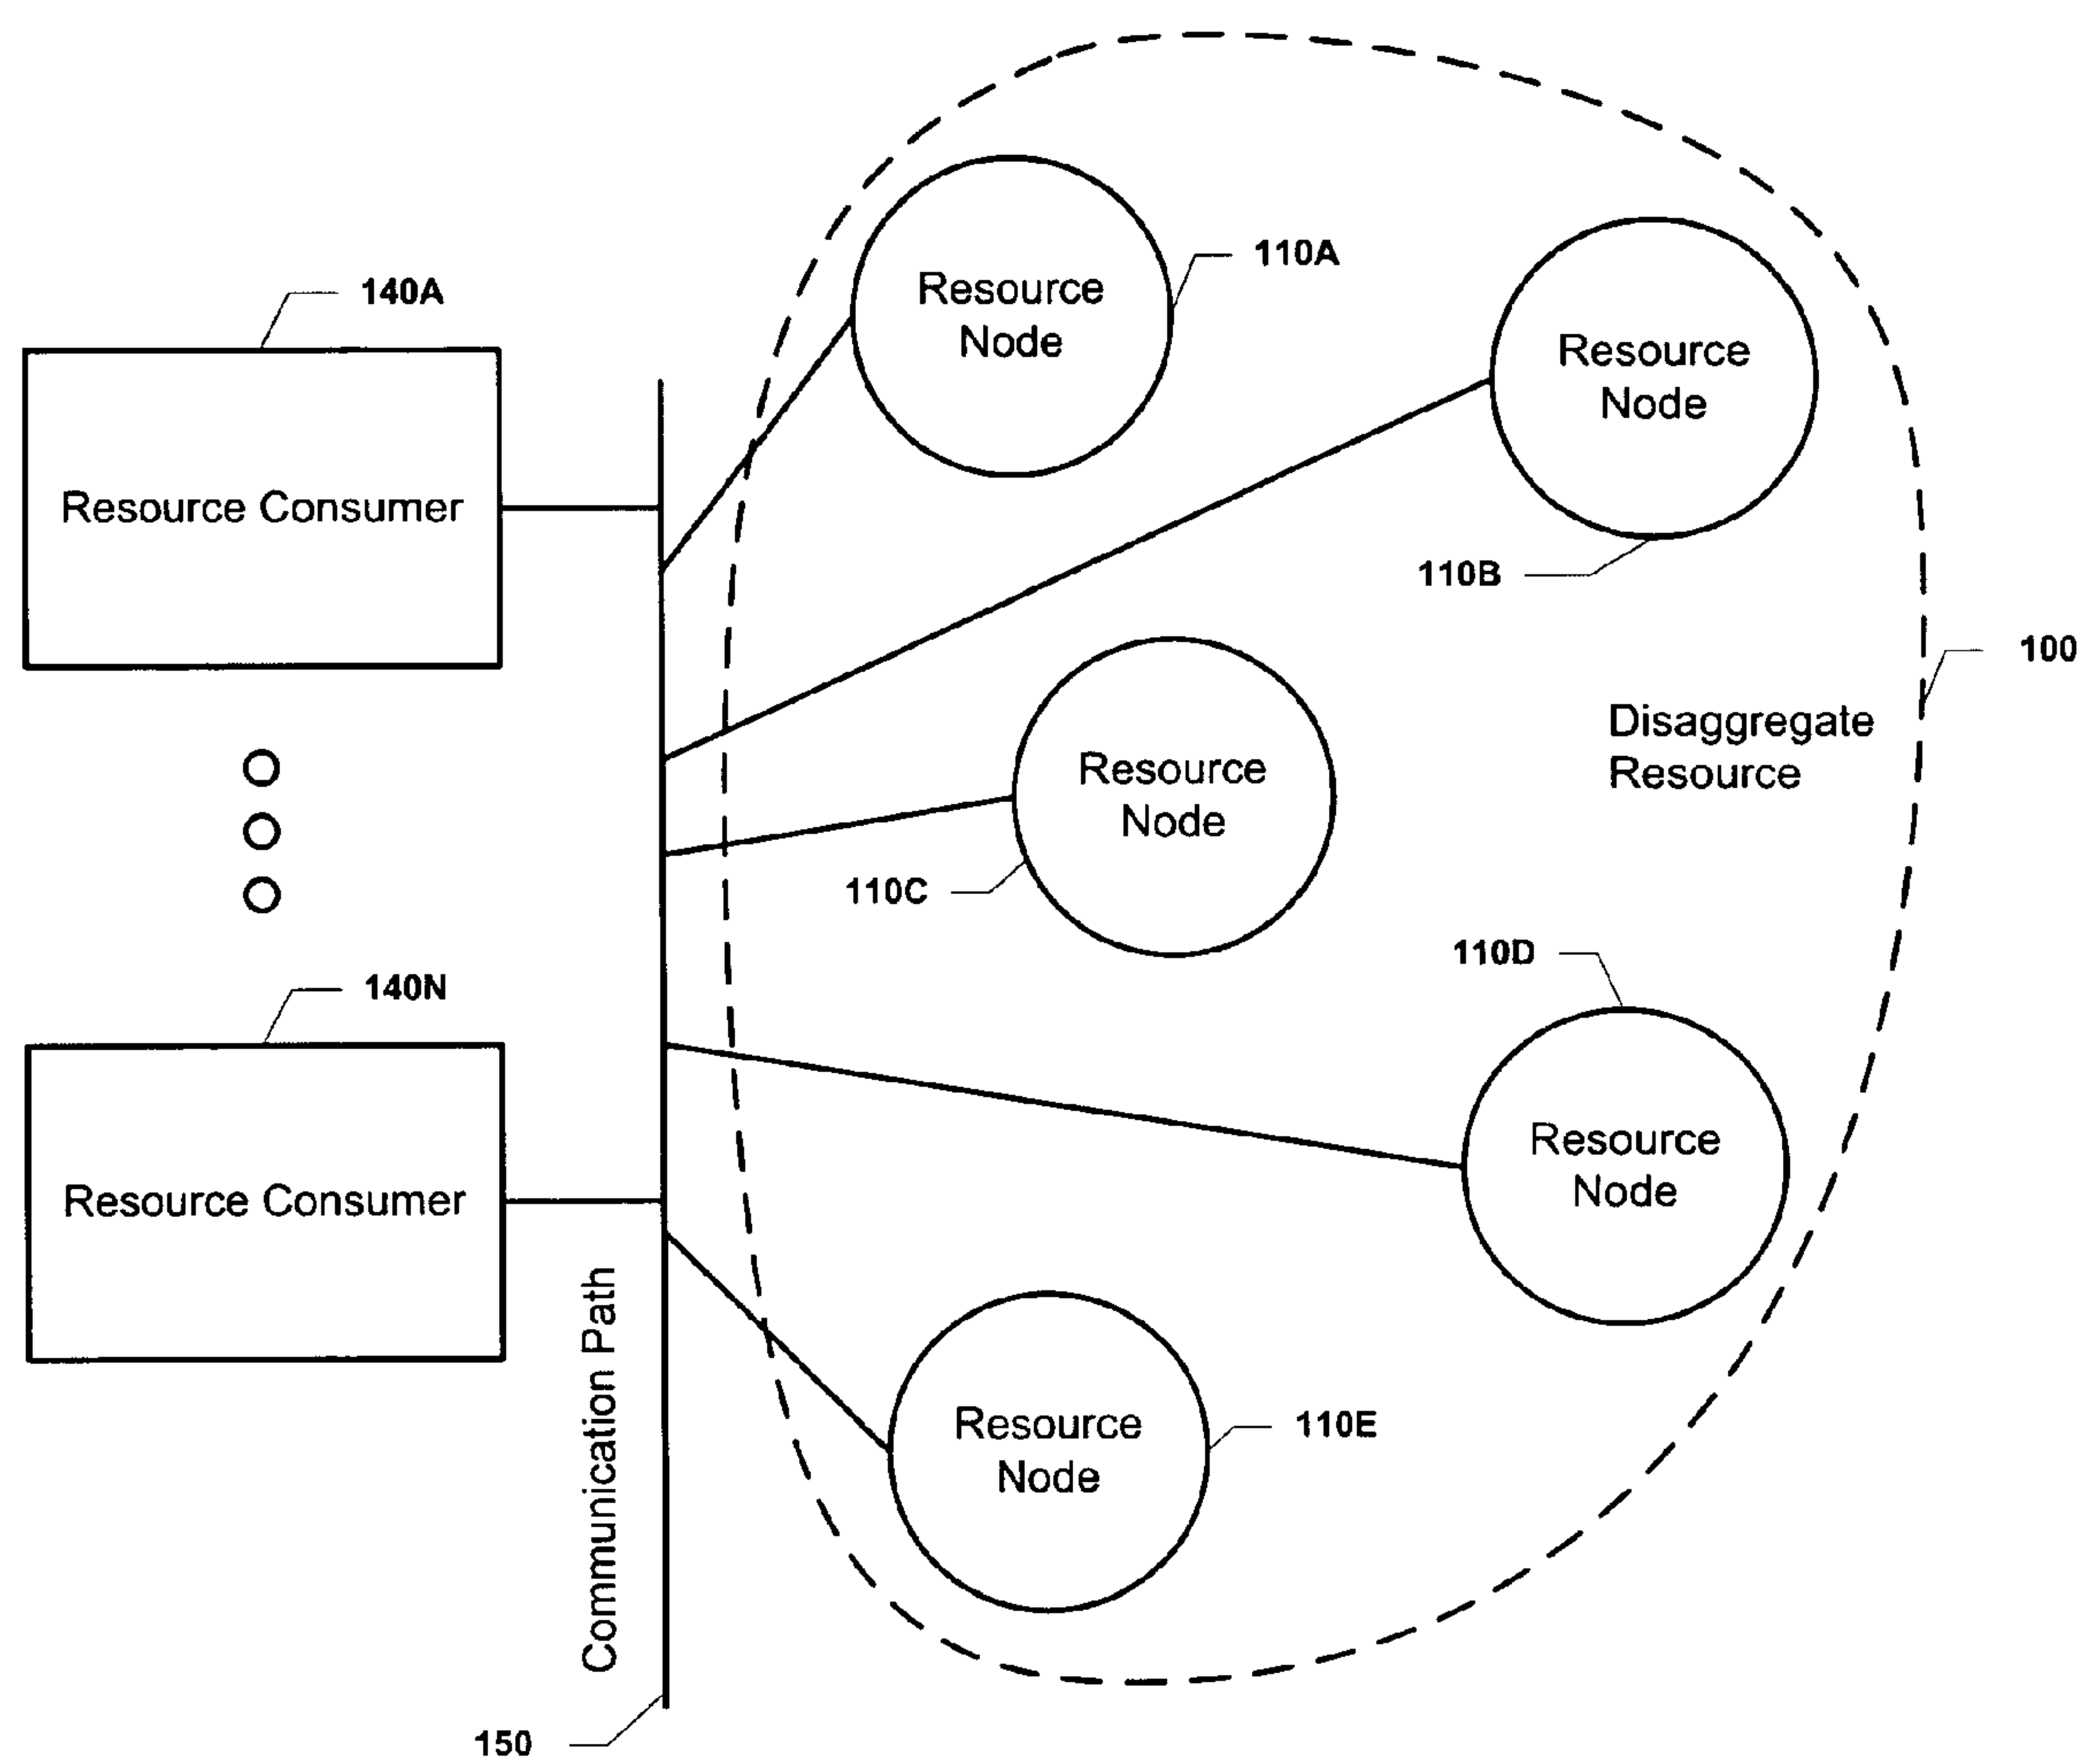 110A
Resource
Node
140A
Resource
Node
Resource Consumer
110B
100
Disaggregate
Resource
Resource
Node
110C
110D
140N
Resource
Node
Resource Consumer
Communication Path
Resource
Node
110E
150